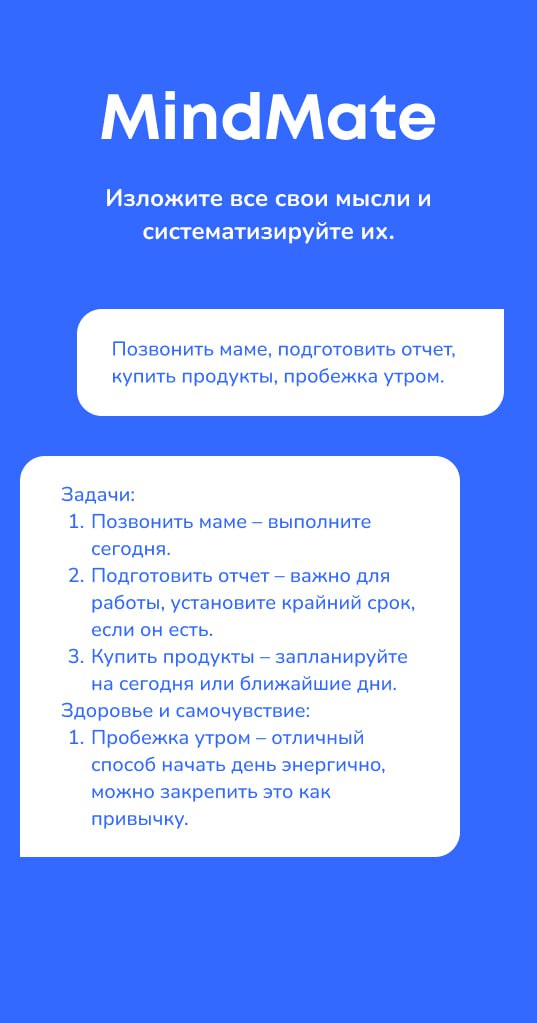 MindMate
Изложите все свои мысли и
систематизируйте их.
Позвонить маме, подготовить отчет,
купить продукты, пробежка утром.
Задачи:
1. Позвонить маме – выполните
сегодня.
2. Подготовить отчет – важно для
работы, установите крайний срок,
если он есть.
3. Купить продукты – запланируйте
на сегодня или ближайшие дни.
Здоровье и самочувствие:
1. Пробежка утром – отличный
способ начать день энергично,
можно закрепить это как
привычку.